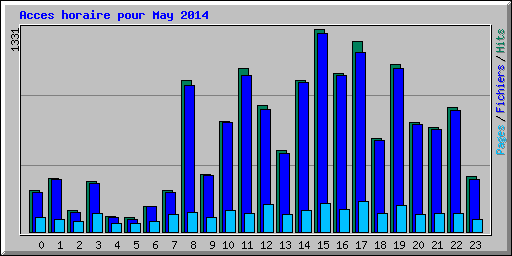 Acces horaire pour May 2014
1331
Pages / Fichiers / Hits
0 1 2 3 4 5 6 7 8 9 10 11 12 13 14 15 16 17 18 19 20 21 22 23